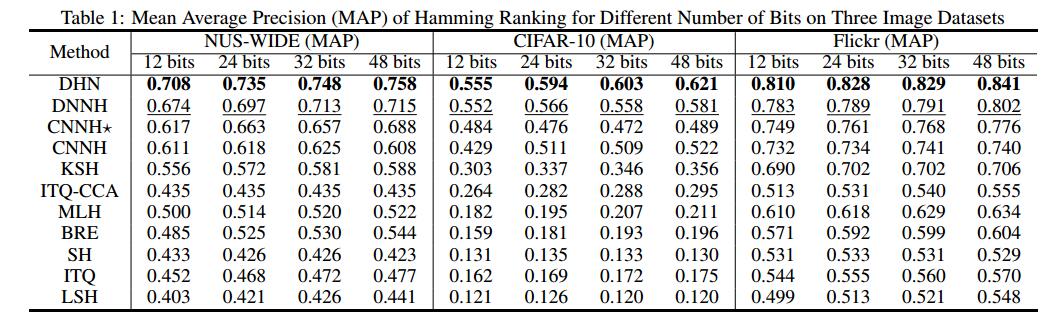 Table 1: Mean Average Precision (MAP) of Hamming Ranking for Different Number of Bits on Three Image Datasets
Method NUS-WIDE (MAP) CIFAR-10 (MAP) Flickr (MAP)
12 bits 24 bits 32 bits 48 bits 12 bits 24 bits 32 bits 48 bits 12 bits 24 bits 32 bits 48 bits
DHN 0.708 0.735 0.748 0.758 0.555 0.594 0.603 0.621 0.810 0.828 0.829 0.841
DNNH 0.674 0.697 0.713 0.715 0.552 0.566 0.558 0.581 0.783 0.789 0.791 0.802
CNNH⋆ 0.617 0.663 0.657 0.688 0.484 0.476 0.472 0.489 0.749 0.761 0.768 0.776
CNNH 0.611 0.618 0.625 0.608 0.429 0.511 0.509 0.522 0.732 0.734 0.741 0.740
KSH 0.556 0.572 0.581 0.588 0.303 0.337 0.346 0.356 0.690 0.702 0.702 0.706
ITQ-CCA 0.435 0.435 0.435 0.435 0.264 0.282 0.288 0.295 0.513 0.531 0.540 0.555
MLH 0.500 0.514 0.520 0.522 0.182 0.195 0.207 0.211 0.610 0.618 0.629 0.634
BRE 0.485 0.525 0.530 0.544 0.159 0.181 0.193 0.196 0.571 0.592 0.599 0.604
SH 0.433 0.426 0.426 0.423 0.131 0.135 0.133 0.130 0.531 0.533 0.531 0.529
ITQ 0.452 0.468 0.472 0.477 0.162 0.169 0.172 0.175 0.544 0.555 0.560 0.570
LSH 0.403 0.421 0.426 0.441 0.121 0.126 0.120 0.120 0.499 0.513 0.521 0.548